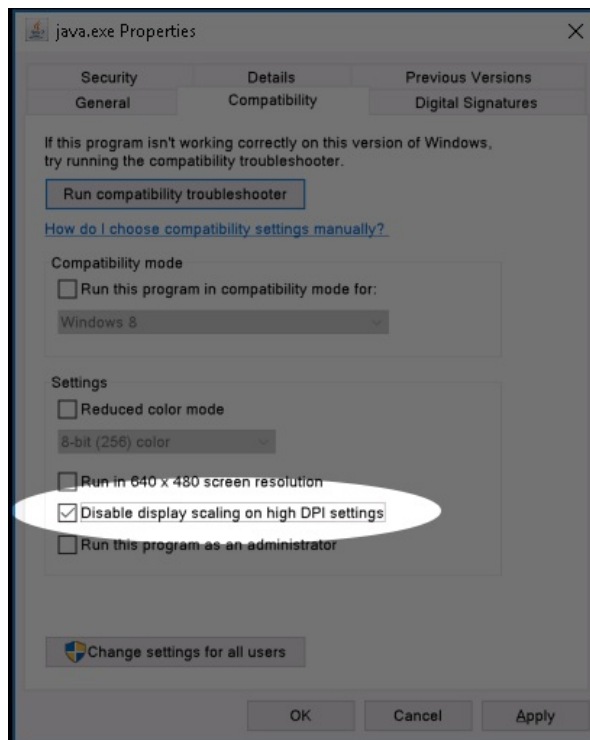 java.exe Properties
Security Details Previous Versions
General Compatibility Digital Signatures
If this program isn't working correctly on this version of Windows,
try running the compatibility troubleshooter.
Run compatibility troubleshooter
How do I choose compatibility settings manually?
Compatibility mode
Run this program in compatibility mode for:
Windows 8
Settings
Reduced color mode
8-bit (256) color
Run in 640 x 480 screen resolution
Disable display scaling on high DPI settings
Run this program as an administrator
Change settings for all users
OK Cancel Apply